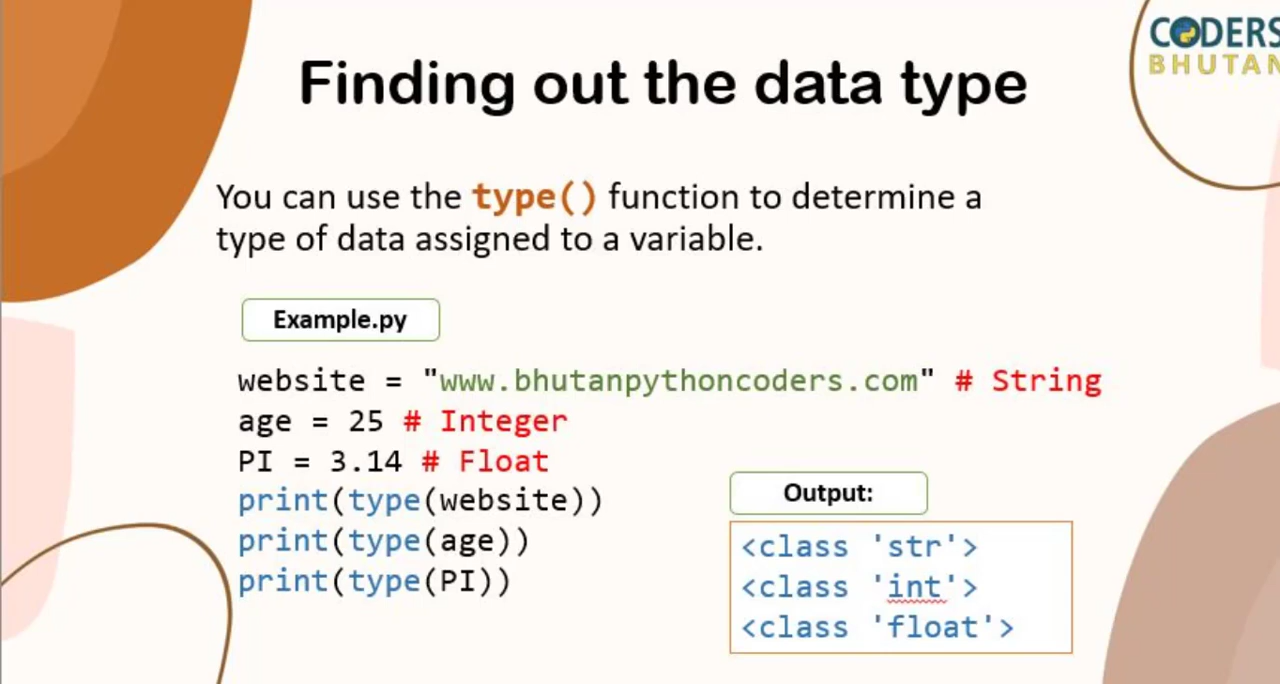 CODERS
BHUTAN
Finding out the data type
You can use the type() function to determine a
type of data assigned to a variable.
Example.py
website = "www.bhutanpythoncoders.com" # String
age = 25 # Integer
PI = 3.14 # Float
print(type(website))
print(type(age))
print(type(PI))
Output:
<class 'str'>
<class 'int'>
<class 'float'>